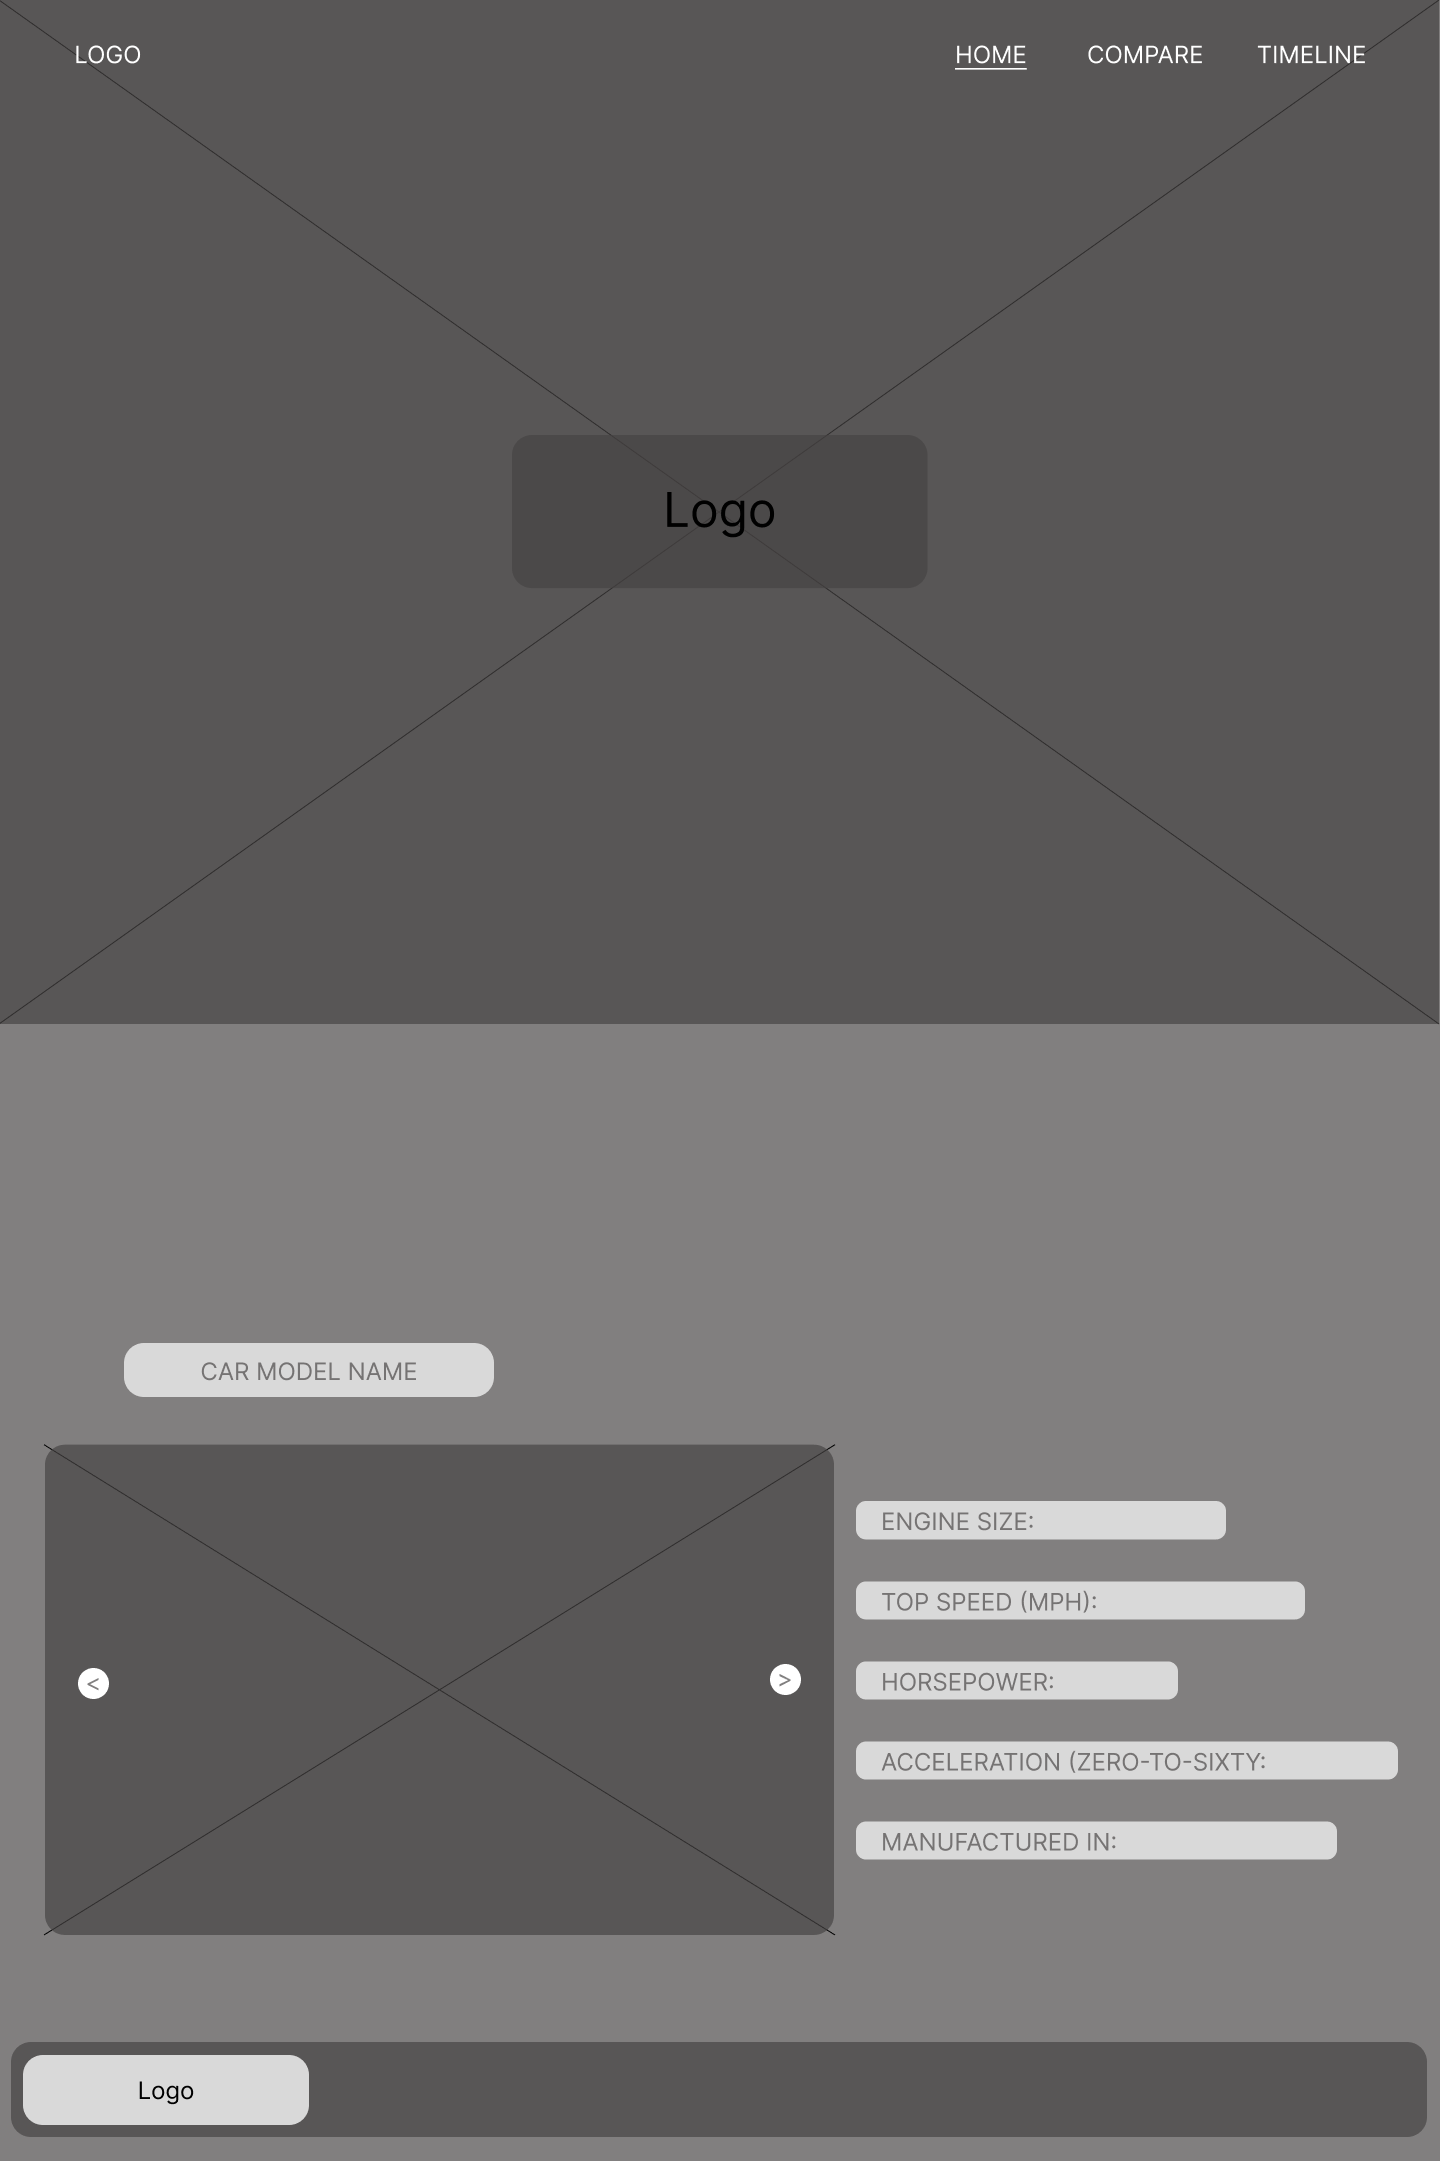 LOGO
HOME COMPARE TIMELINE
Logo
CAR MODEL NAME
ENGINE SIZE:
TOP SPEED (MPH):
< >
HORSEPOWER:
ACCELERATION (ZERO-TO-SIXTY:
MANUFACTURED IN:
Logo